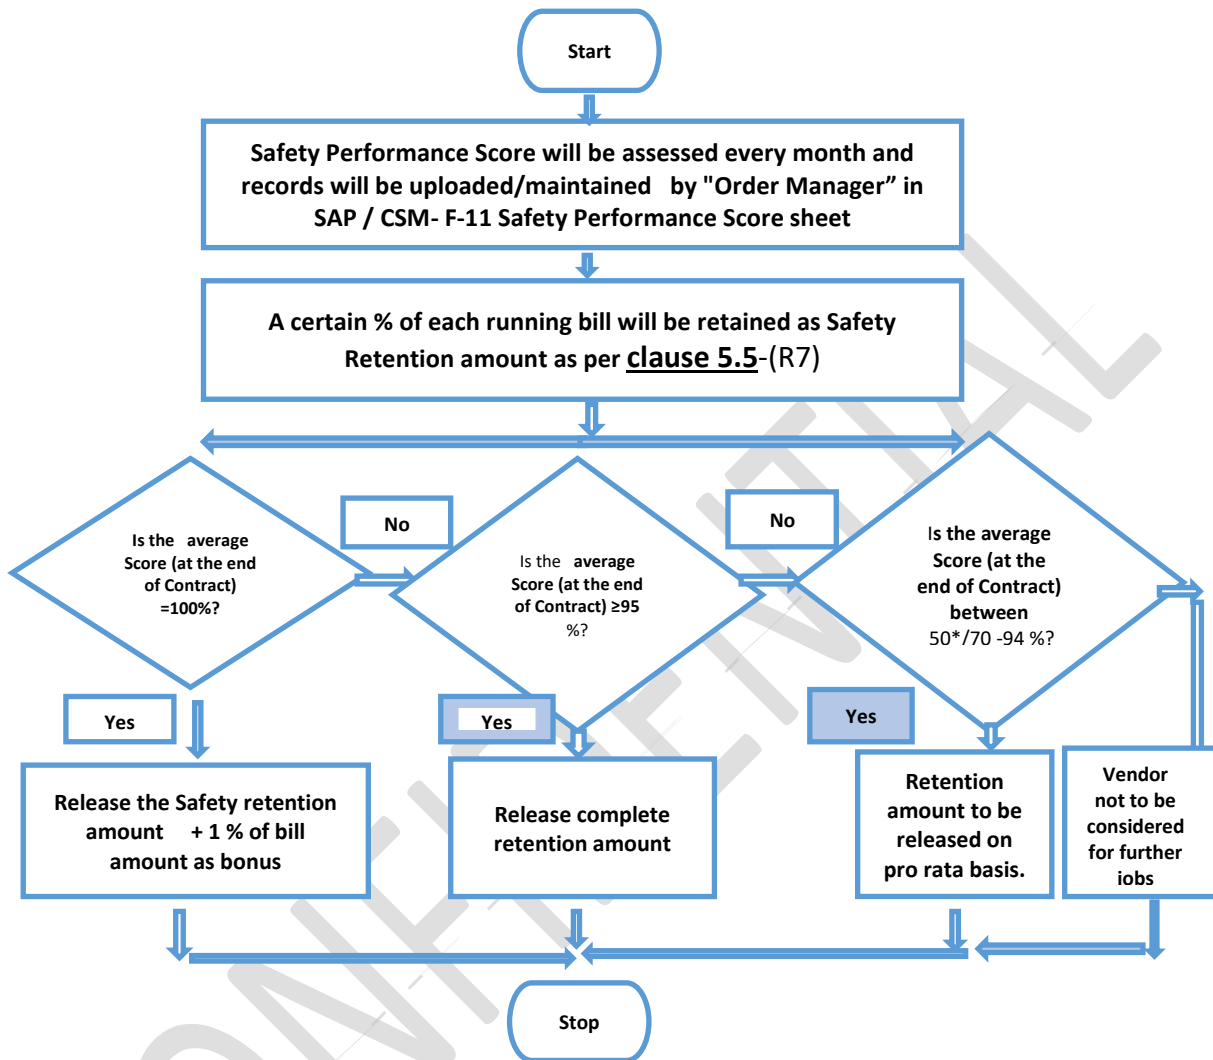 Start
Safety Performance Score will be assessed every month and
records will be uploaded/maintained by "Order Manager” in
SAP / CSM- F-11 Safety Performance Score sheet
A certain % of each running bill will be retained as Safety
Retention amount as per clause 5.5-(R7)
Is the average
Score (at the end
of Contract)
=100%?
No
Is the average
Score (at the end
of Contract) ≥95
%?
No
Is the average
Score (at the
end of Contract)
between
50*/70 -94 %?
Yes
Yes
Yes
Release the Safety retention
amount + 1 % of bill
amount as bonus
Release complete
retention amount
Retention
amount to be
released on
pro rata basis.
Vendor
not to be
considered
for further
iobs
Stop
CONFIDENTIAL